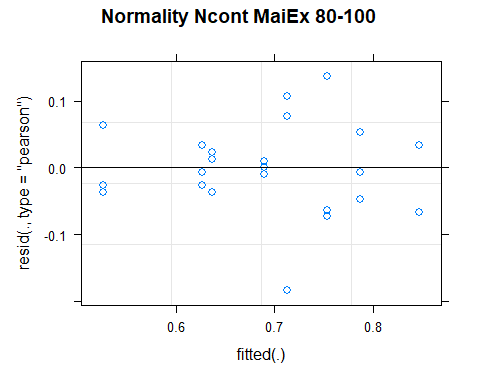 Normality Ncont MaiEx 80-100
resid(., type = "pearson")
0.1
0.0
-0.1
0.6 0.7 0.8
fitted(.)